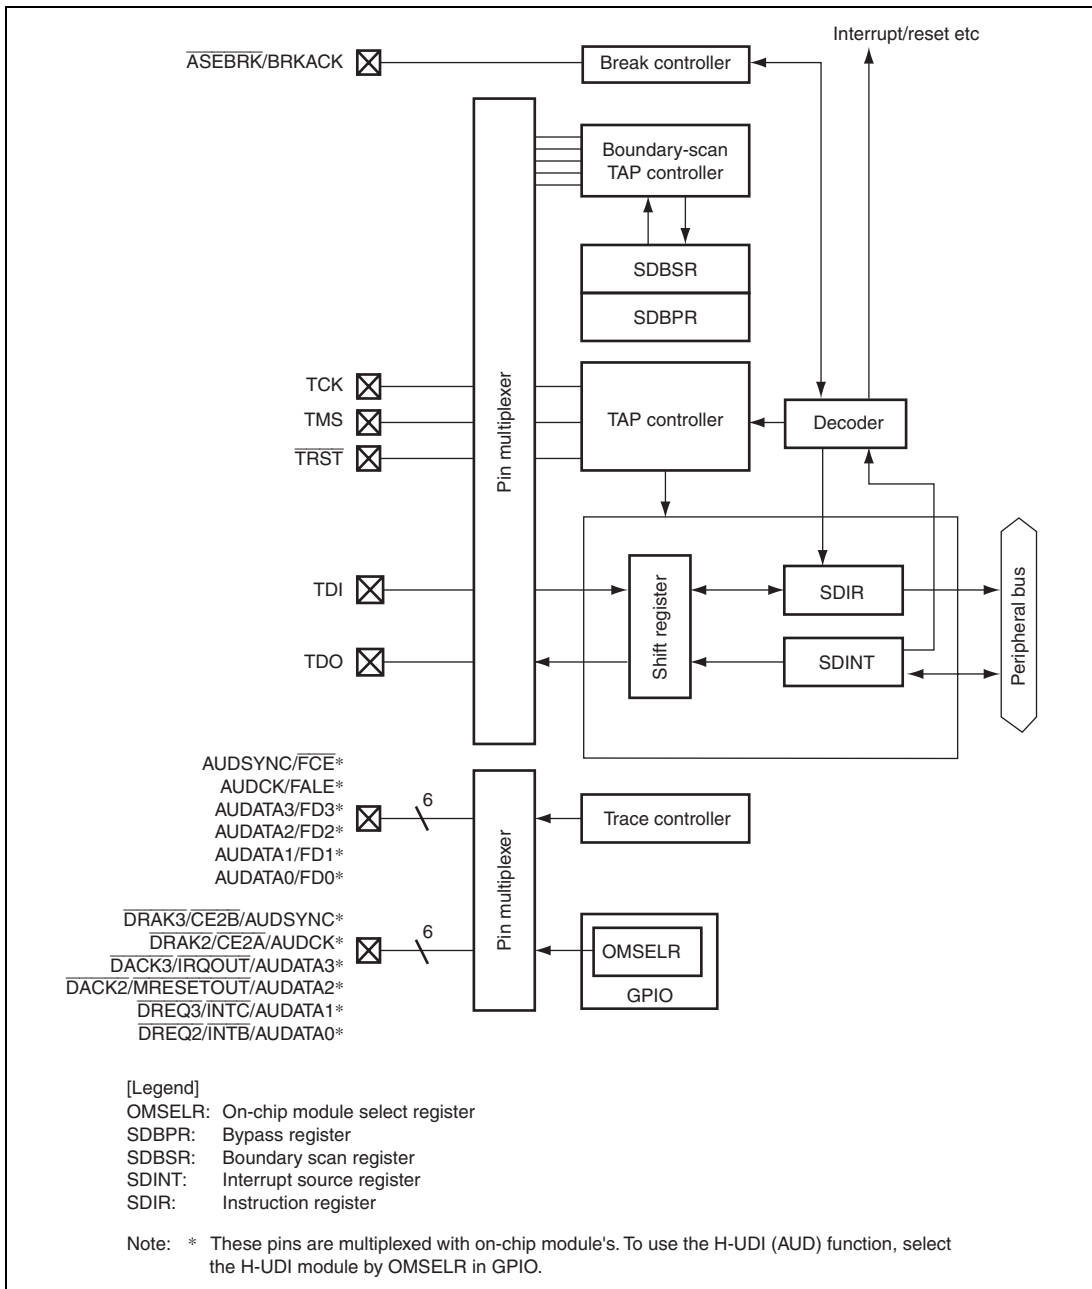 Interrupt/reset etc
ASEBRK/BRKACK
Break controller
Boundary-scan
TAP controller
SDBSR
SDBPR
Pin multiplexer
TCK
TMS
TRST
TAP controller
Decoder
TDI
TDO
Shift register
SDIR
SDINT
Peripheral bus
AUDSYNC/FCE*
AUDCK/FALE*
AUDATA3/FD3*
AUDATA2/FD2*
AUDATA1/FD1*
AUDATA0/FD0*
6
Pin multiplexer
Trace controller
DRAK3/CE2B/AUDSYNC*
DRAK2/CE2A/AUDCK*
DACK3/IRQOUT/AUDATA3*
DACK2/MRESETOUT/AUDATA2*
DREQ3/INTC/AUDATA1*
DREQ2/INTB/AUDATA0*
6
OMSELR
GPIO
[Legend]
OMSELR: On-chip module select register
SDBPR: Bypass register
SDBSR: Boundary scan register
SDINT: Interrupt source register
SDIR: Instruction register
Note: * These pins are multiplexed with on-chip module's. To use the H-UDI (AUD) function, select
the H-UDI module by OMSELR in GPIO.